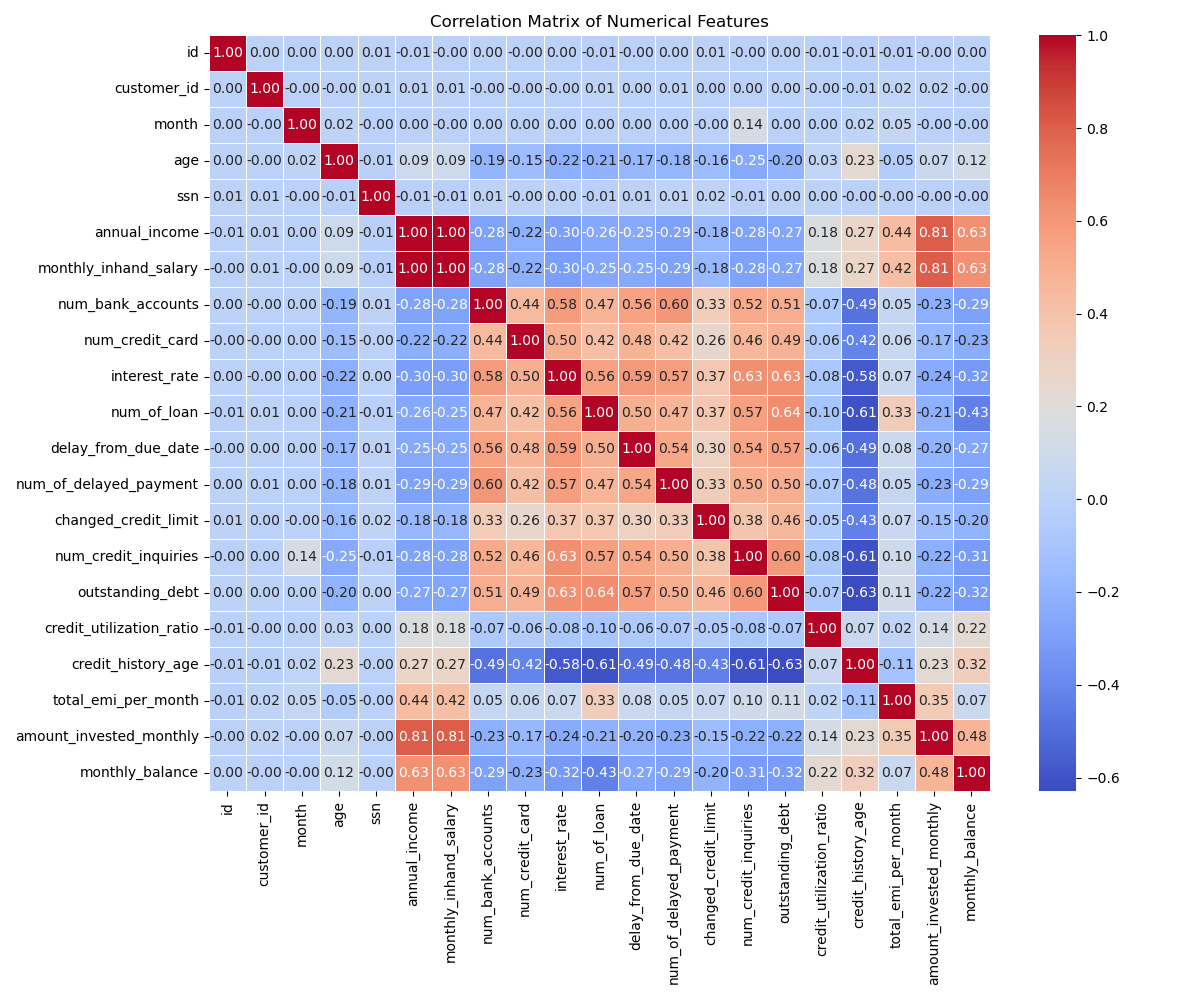 Correlation Matrix of Numerical Features
id 1.00 0.00 0.00 0.00 0.01 -0.01 -0.00 0.00 -0.00 0.00 -0.01 -0.00 0.00 0.01 -0.00 0.00 -0.01 -0.01 -0.01 -0.00 0.00
customer_id 0.00 1.00 -0.00 -0.00 0.01 0.01 0.01 -0.00 -0.00 -0.00 0.01 0.00 0.01 0.00 0.00 0.00 -0.00 -0.01 0.02 0.02 -0.00
month 0.00 -0.00 1.00 0.02 -0.00 0.00 -0.00 0.00 0.00 0.00 0.00 0.00 0.00 -0.00 0.14 0.00 0.00 0.02 0.05 -0.00 -0.00
age 0.00 -0.00 0.02 1.00 -0.01 0.09 0.09 -0.19 -0.15 -0.22 -0.21 -0.17 -0.18 -0.16 -0.25 -0.20 0.03 0.23 -0.05 0.07 0.12
ssn 0.01 0.01 -0.00 -0.01 1.00 -0.01 -0.01 0.01 -0.00 0.00 -0.01 0.01 0.01 0.02 -0.01 0.00 0.00 -0.00 -0.00 -0.00 -0.00
annual_income -0.01 0.01 0.00 0.09 -0.01 1.00 1.00 -0.28 -0.22 -0.30 -0.26 -0.25 -0.29 -0.18 -0.28 -0.27 0.18 0.27 0.44 0.81 0.63
monthly_inhand_salary -0.00 0.01 -0.00 0.09 -0.01 1.00 1.00 -0.28 -0.22 -0.30 -0.25 -0.25 -0.29 -0.18 -0.28 -0.27 0.18 0.27 0.42 0.81 0.63
num_bank_accounts 0.00 -0.00 0.00 -0.19 0.01 -0.28 -0.28 1.00 0.44 0.58 0.47 0.56 0.60 0.33 0.52 0.51 -0.07 -0.49 0.05 -0.23 -0.29
num_credit_card -0.00 -0.00 0.00 -0.15 -0.00 -0.22 -0.22 0.44 1.00 0.50 0.42 0.48 0.42 0.26 0.46 0.49 -0.06 -0.42 0.06 -0.17 -0.23
interest_rate 0.00 -0.00 0.00 -0.22 0.00 -0.30 -0.30 0.58 0.50 1.00 0.56 0.59 0.57 0.37 0.63 0.63 -0.08 -0.58 0.07 -0.24 -0.32
num_of_loan -0.01 0.01 0.00 -0.21 -0.01 -0.26 -0.25 0.47 0.42 0.56 1.00 0.50 0.47 0.37 0.57 0.64 -0.10 -0.61 0.33 -0.21 -0.43
delay_from_due_date -0.00 0.00 0.00 -0.17 0.01 -0.25 -0.25 0.56 0.48 0.59 0.50 1.00 0.54 0.30 0.54 0.57 -0.06 -0.49 0.08 -0.20 -0.27
num_of_delayed_payment 0.00 0.01 0.00 -0.18 0.01 -0.29 -0.29 0.60 0.42 0.57 0.47 0.54 1.00 0.33 0.50 0.50 -0.07 -0.48 0.05 -0.23 -0.29
changed_credit_limit 0.01 0.00 -0.00 -0.16 0.02 -0.18 -0.18 0.33 0.26 0.37 0.37 0.30 0.33 1.00 0.38 0.46 -0.05 -0.43 0.07 -0.15 -0.20
num_credit_inquiries -0.00 0.00 0.14 -0.25 -0.01 -0.28 -0.28 0.52 0.46 0.63 0.57 0.54 0.50 0.38 1.00 0.60 -0.08 -0.61 0.10 -0.22 -0.31
outstanding_debt 0.00 0.00 0.00 -0.20 0.00 -0.27 -0.27 0.51 0.49 0.63 0.64 0.57 0.50 0.46 0.60 1.00 -0.07 -0.63 0.11 -0.22 -0.32
credit_utilization_ratio -0.01 -0.00 0.00 0.03 0.00 0.18 0.18 -0.07 -0.06 -0.08 -0.10 -0.06 -0.07 -0.05 -0.08 -0.07 1.00 0.07 0.02 0.14 0.22
credit_history_age -0.01 -0.01 0.02 0.23 -0.00 0.27 0.27 -0.49 -0.42 -0.58 -0.61 -0.49 -0.48 -0.43 -0.61 -0.63 0.07 1.00 -0.11 0.23 0.32
total_emi_per_month -0.01 0.02 0.05 -0.05 -0.00 0.44 0.42 0.05 0.06 0.07 0.33 0.08 0.05 0.07 0.10 0.11 0.02 -0.11 1.00 0.35 0.07
amount_invested_monthly -0.00 0.02 -0.00 0.07 -0.00 0.81 0.81 -0.23 -0.17 -0.24 -0.21 -0.20 -0.23 -0.15 -0.22 -0.22 0.14 0.23 0.35 1.00 0.48
monthly_balance 0.00 -0.00 -0.00 0.12 -0.00 0.63 0.63 -0.29 -0.23 -0.32 -0.43 -0.27 -0.29 -0.20 -0.31 -0.32 0.22 0.32 0.07 0.48 1.00
id
customer_id
month
age
ssn
annual_income
monthly_inhand_salary
num_bank_accounts
num_credit_card
interest_rate
num_of_loan
delay_from_due_date
num_of_delayed_payment
changed_credit_limit
num_credit_inquiries
outstanding_debt
credit_utilization_ratio
credit_history_age
total_emi_per_month
amount_invested_monthly
monthly_balance
1.0
0.8
0.6
0.4
0.2
0.0
−0.2
−0.4
−0.6